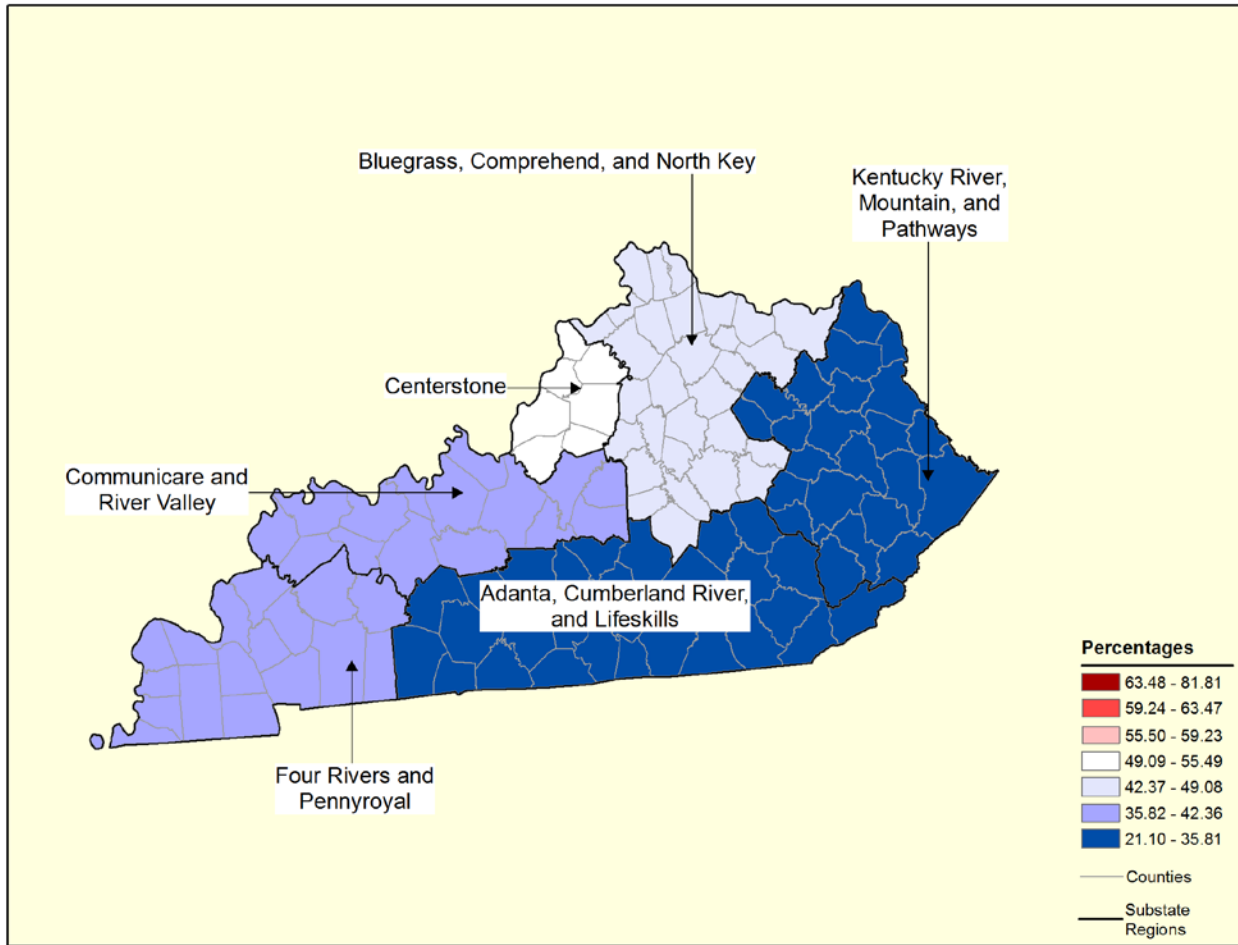 Bluegrass, Comprehend, and North Key
Kentucky River,
Mountain, and
Pathways
Centerstone
Communicare and
River Valley
Adanta, Cumberland River,
and Lifeskills
Four Rivers and
Pennyroyal
Percentages
63.48 - 81.81
59.24 - 63.47
55.50 - 59.23
49.09 - 55.49
42.37 - 49.08
35.82 - 42.36
21.10 - 35.81
Counties
Substate
Regions